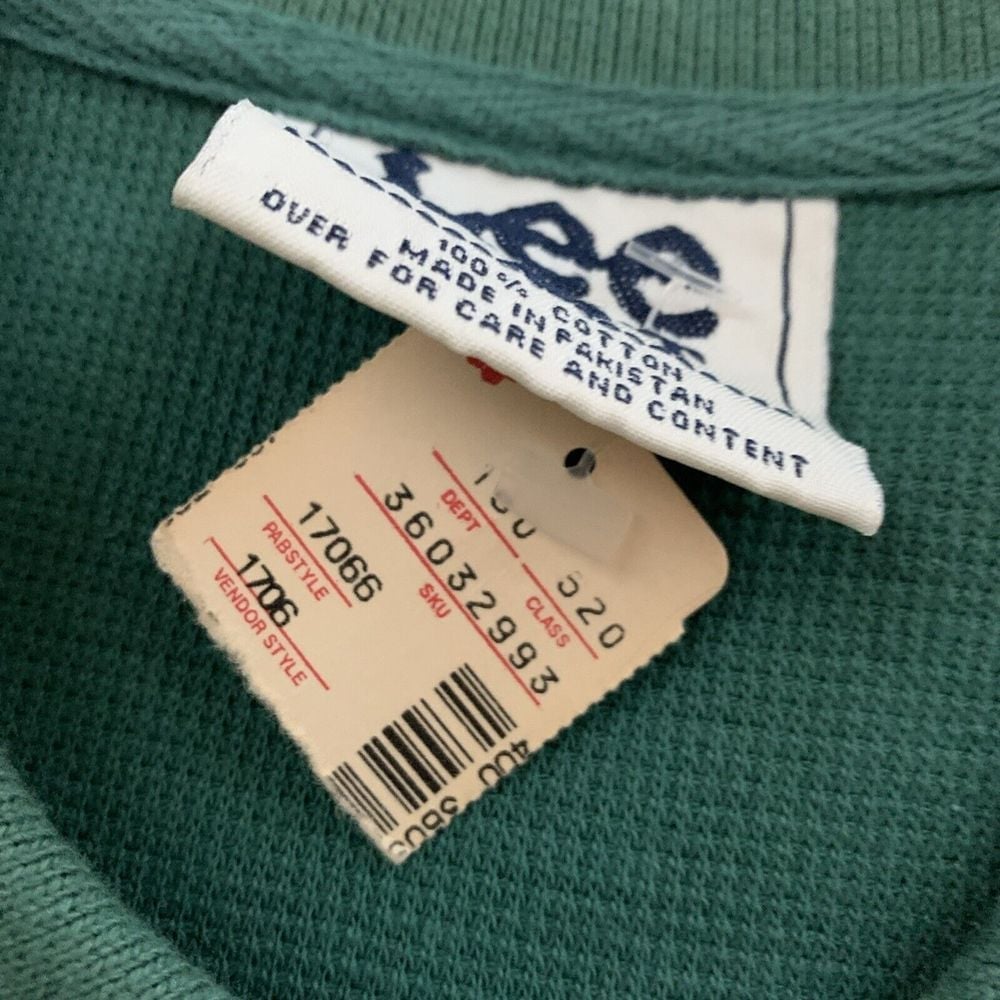 Lee
100% COTTON
MADE IN PAKISTAN
OVER FOR CARE
AND CONTENT
520
DEPT
CLASS
36032993
SKU
17066
PABSTYLE
1706
VENDOR STYLE
400